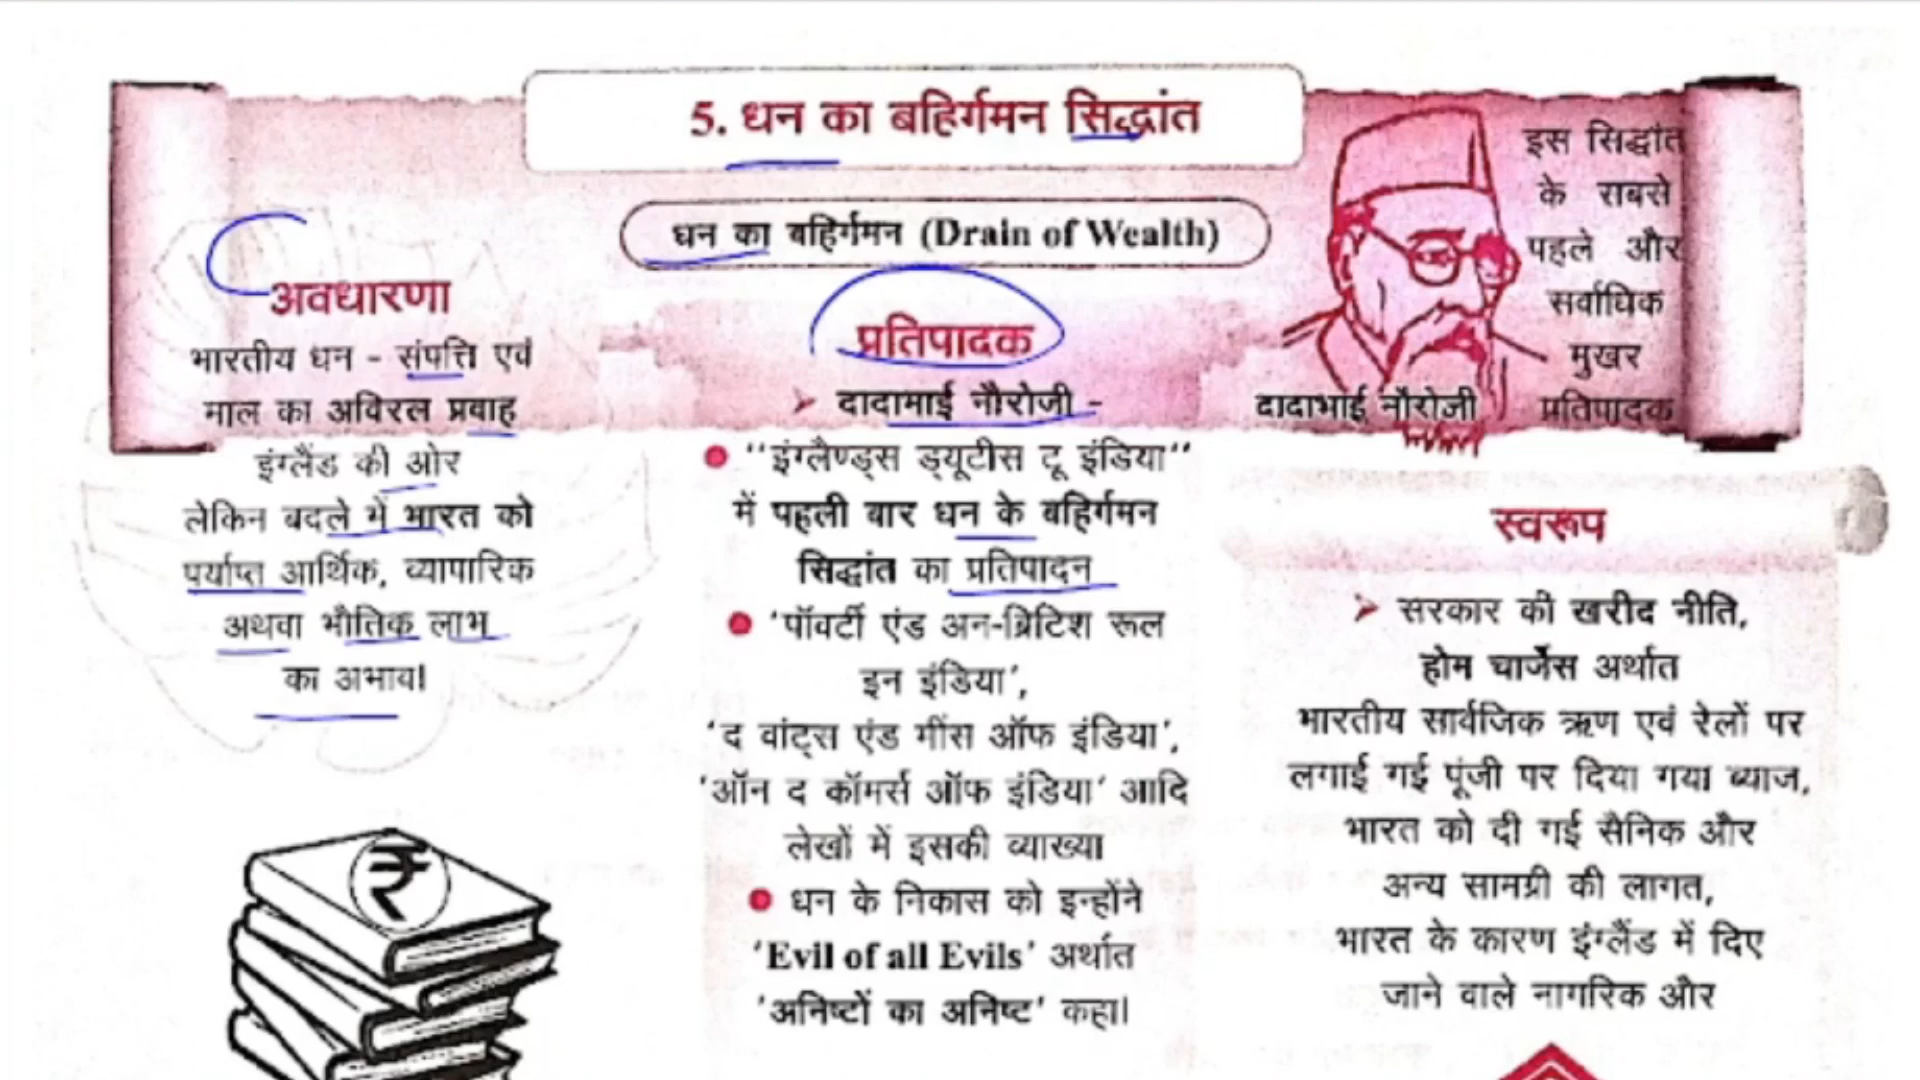 5. धन का बहिर्गमन सिद्धांत
धन का बहिर्गमन (Drain of Wealth)
अवधारणा
भारतीय धन - संपत्ति एवं
माल का अविरल प्रवाह
इंग्लैंड की ओर
लेकिन बदले में भारत को
पर्याप्त आर्थिक, व्यापारिक
अथवा भौतिक लाभ
का अभाव।
प्रतिपादक
➤ दादाभाई नौरोजी -
● "इंग्लैण्ड्स ड्यूटीस टू इंडिया"
में पहली बार धन के बहिर्गमन
सिद्धांत का प्रतिपादन
● 'पॉवर्टी एंड अन-ब्रिटिश रूल
इन इंडिया',
'द वांट्स एंड मींस ऑफ इंडिया',
'ऑन द कॉमर्स ऑफ इंडिया' आदि
लेखों में इसकी व्याख्या
● धन के निकास को इन्होंने
'Evil of all Evils' अर्थात
'अनिष्टों का अनिष्ट' कहा।
दादाभाई नौरोजी
इस सिद्धांत
के सबसे
पहले और
सर्वाधिक
मुखर
प्रतिपादक
स्वरूप
➤ सरकार की खरीद नीति,
होम चार्जेस अर्थात
भारतीय सार्वजिक ऋण एवं रेलों पर
लगाई गई पूंजी पर दिया गया ब्याज,
भारत को दी गई सैनिक और
अन्य सामग्री की लागत,
भारत के कारण इंग्लैंड में दिए
जाने वाले नागरिक और
₹